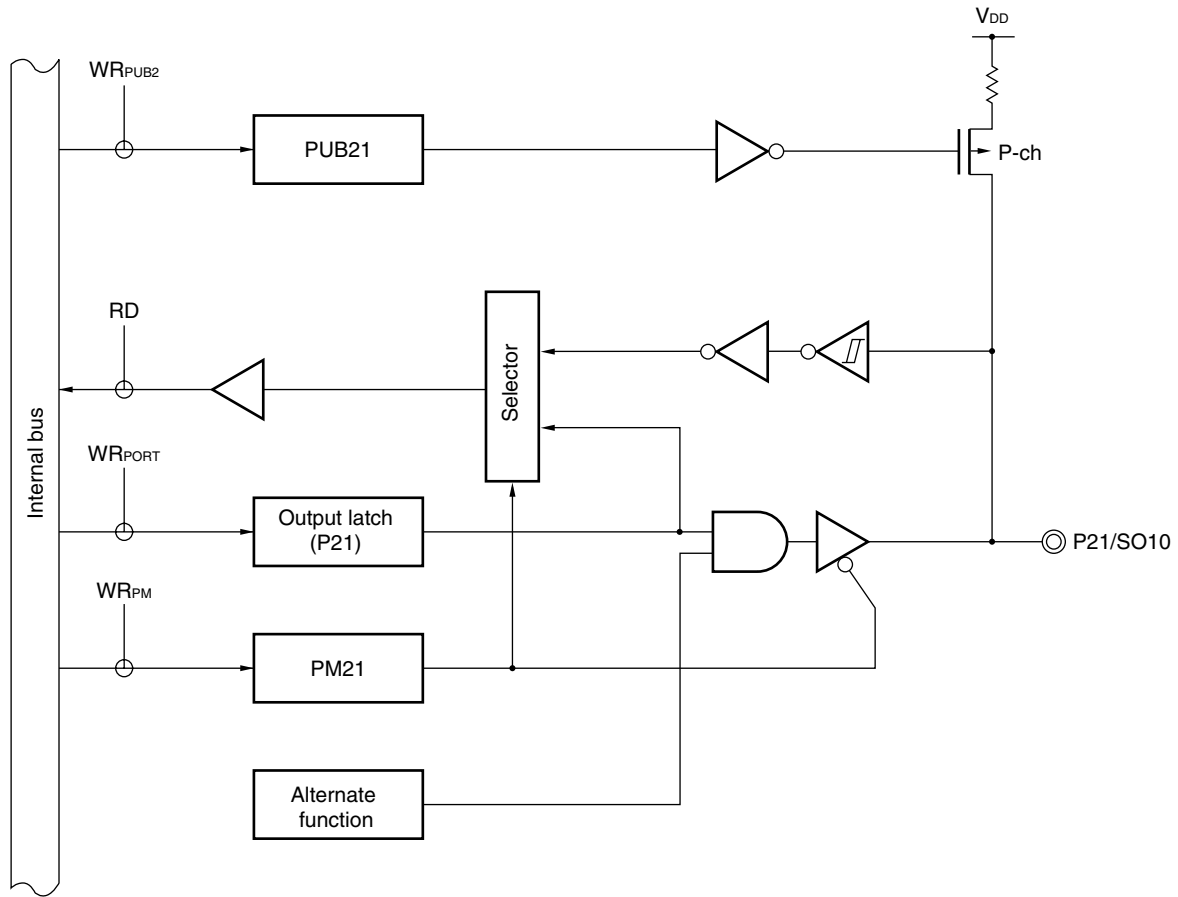 VDD
WRPUB2
PUB21
P-ch
RD
Selector
Internal bus
WRPORT
Output latch
(P21)
P21/SO10
WRPM
PM21
Alternate
function